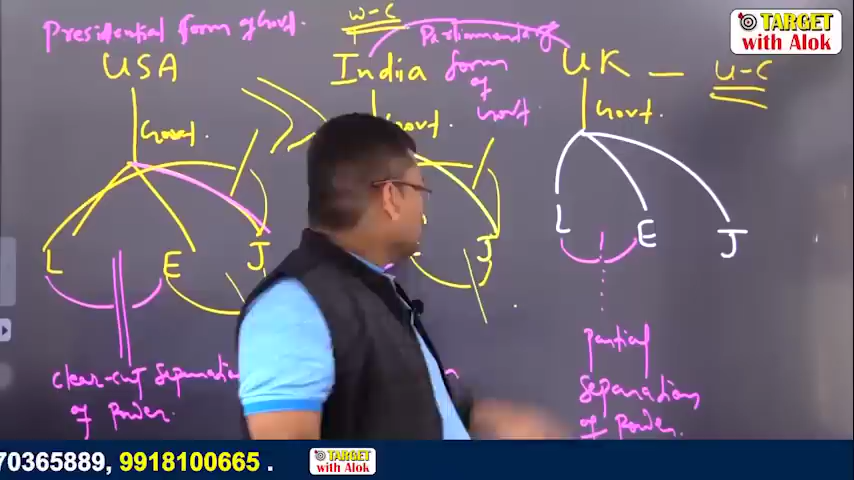 Presidential form of Govt.
USA
Govt.
L
E
J
clear-cut separation
of Power.
W-C
India
Parliamentary
form
of
Govt
Govt.
J
UK — U-C
Govt.
L
E
J
Partial
Separation
of Power.
TARGET
with Alok
70365889, 9918100665 .
TARGET
with Alok